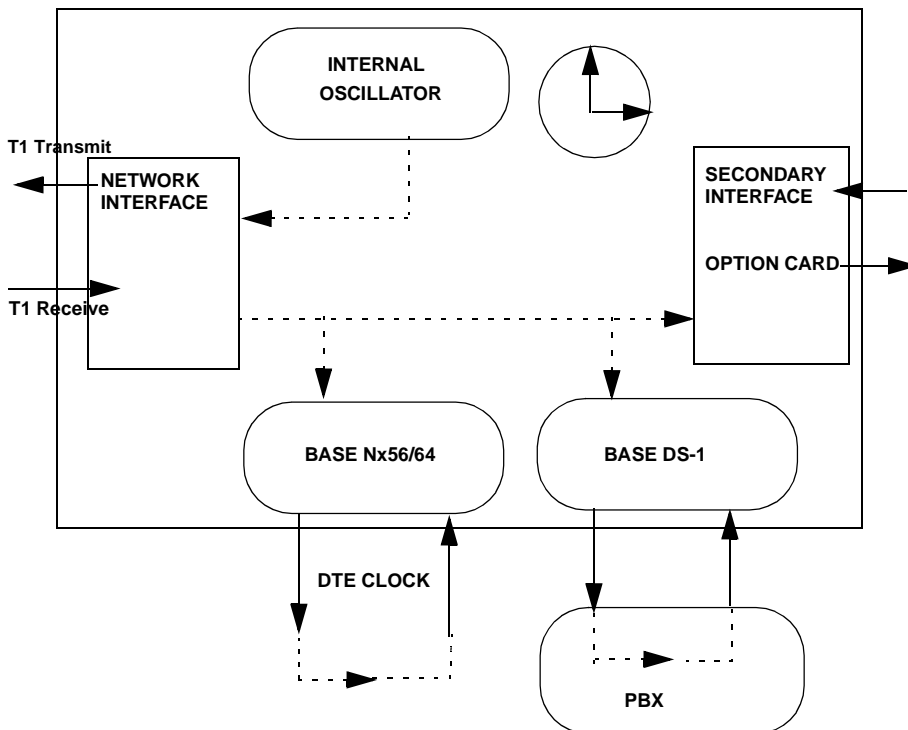 INTERNAL
OSCILLATOR
T1 Transmit
NETWORK
INTERFACE
SECONDARY
INTERFACE
OPTION CARD
T1 Receive
BASE Nx56/64
BASE DS-1
DTE CLOCK
PBX